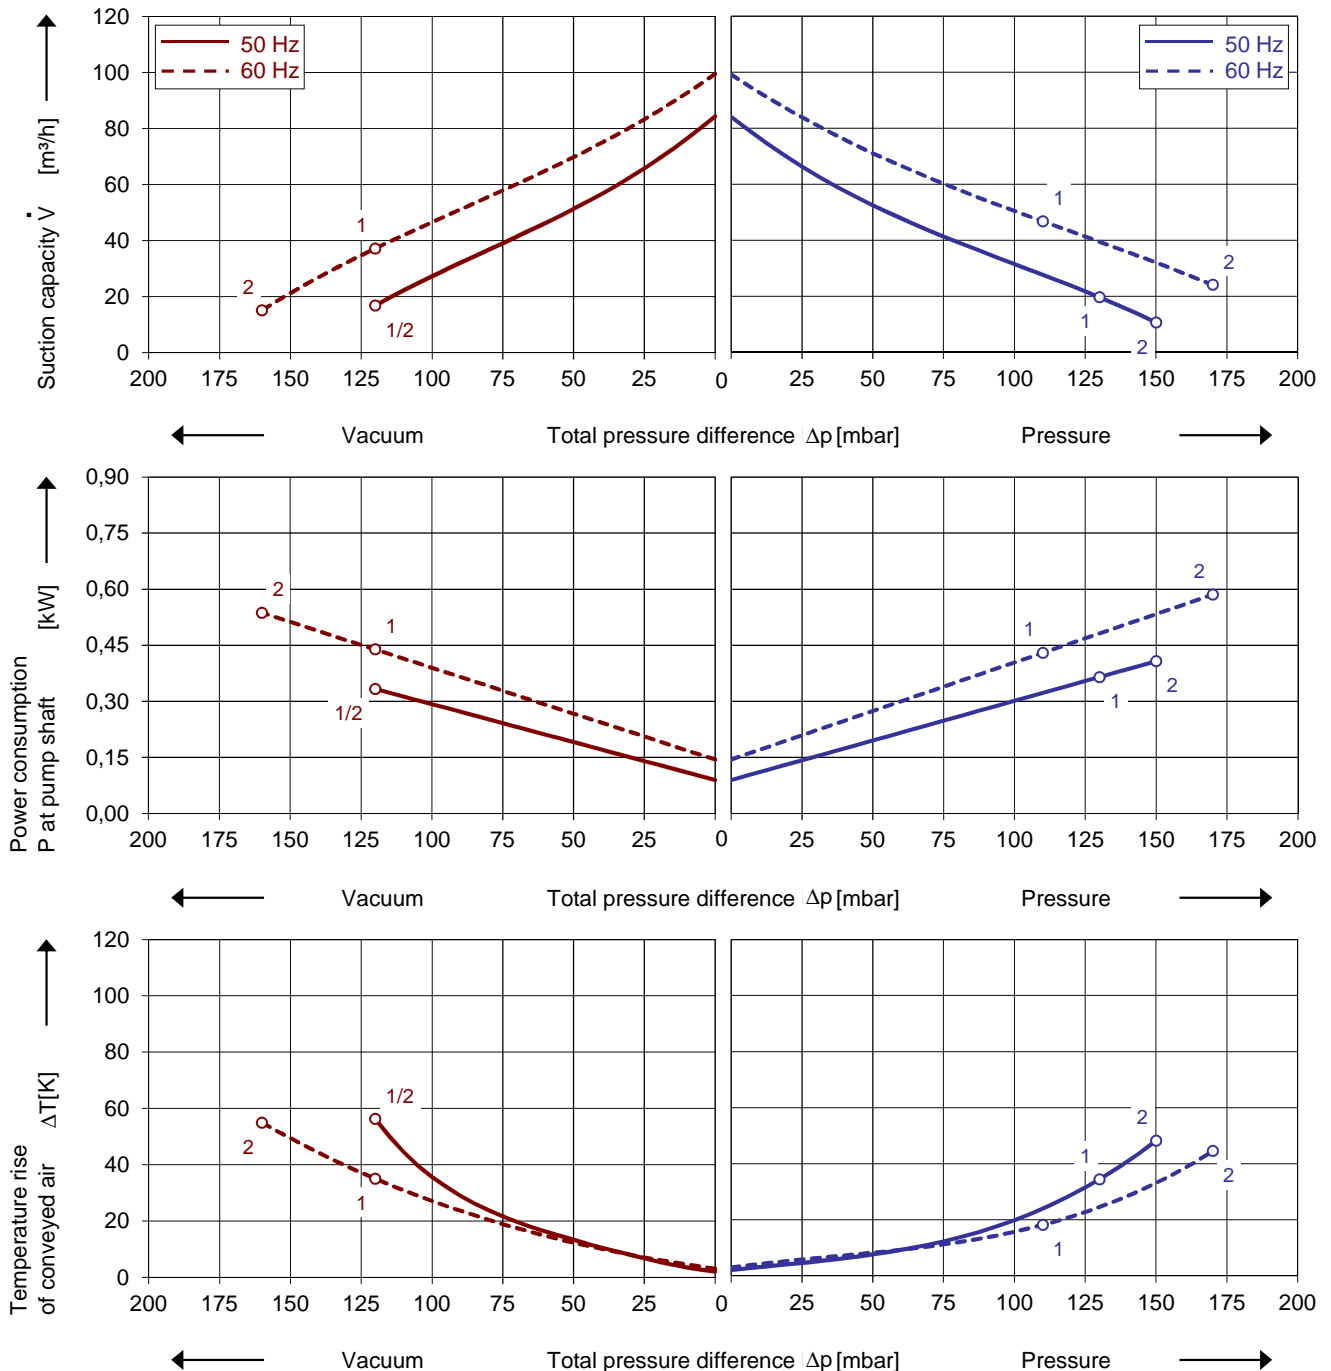 Suction capacity V̇ [m³/h]
120
100
80
60
40
20
0
50 Hz
60 Hz
50 Hz
60 Hz
1
2
1/2
1
2
1
2
200 175 150 125 100 75 50 25 0 25 50 75 100 125 150 175 200
Vacuum Total pressure difference Δp [mbar] Pressure
Power consumption
P at pump shaft [kW]
0,90
0,75
0,60
0,45
0,30
0,15
0,00
2
1
1/2
2
1
1
2
200 175 150 125 100 75 50 25 0 25 50 75 100 125 150 175 200
Vacuum Total pressure difference Δp [mbar] Pressure
Temperature rise
of conveyed air ΔT[K]
120
100
80
60
40
20
0
1/2
2
1
2
1
2
1
200 175 150 125 100 75 50 25 0 25 50 75 100 125 150 175 200
Vacuum Total pressure difference Δp [mbar] Pressure